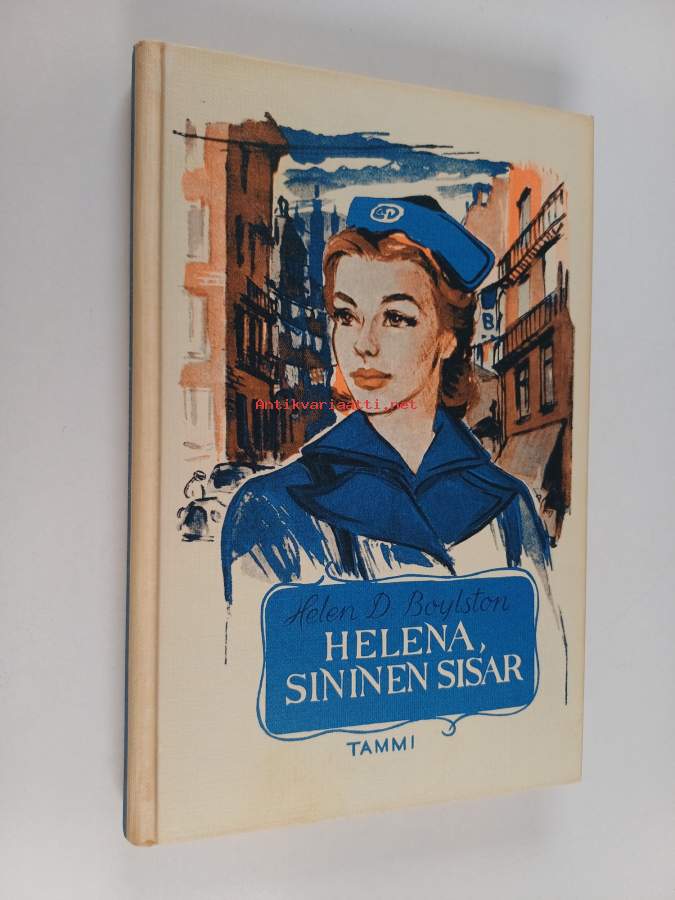 B
Antikvariaatti.net
Helen D. Boylston
HELENA,
SININEN SISAR
TAMMI